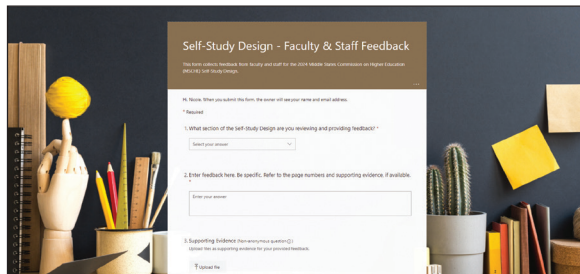 Self-Study Design - Faculty & Staff Feedback
This form collects feedback from faculty and staff for the 2024 Middle States Commission on Higher Education
(MSCHE) Self-Study Design.
...
Hi, Nicole. When you submit this form, the owner will see your name and email address.
* Required
1. What section of the Self-Study Design are you reviewing and providing feedback? *
Select your answer
2. Enter feedback here. Be specific. Refer to the page numbers and supporting evidence, if available.
*
Enter your answer
3. Supporting Evidence (Non-anonymous question)
Upload files as supporting evidence for your provided feedback.
Upload file